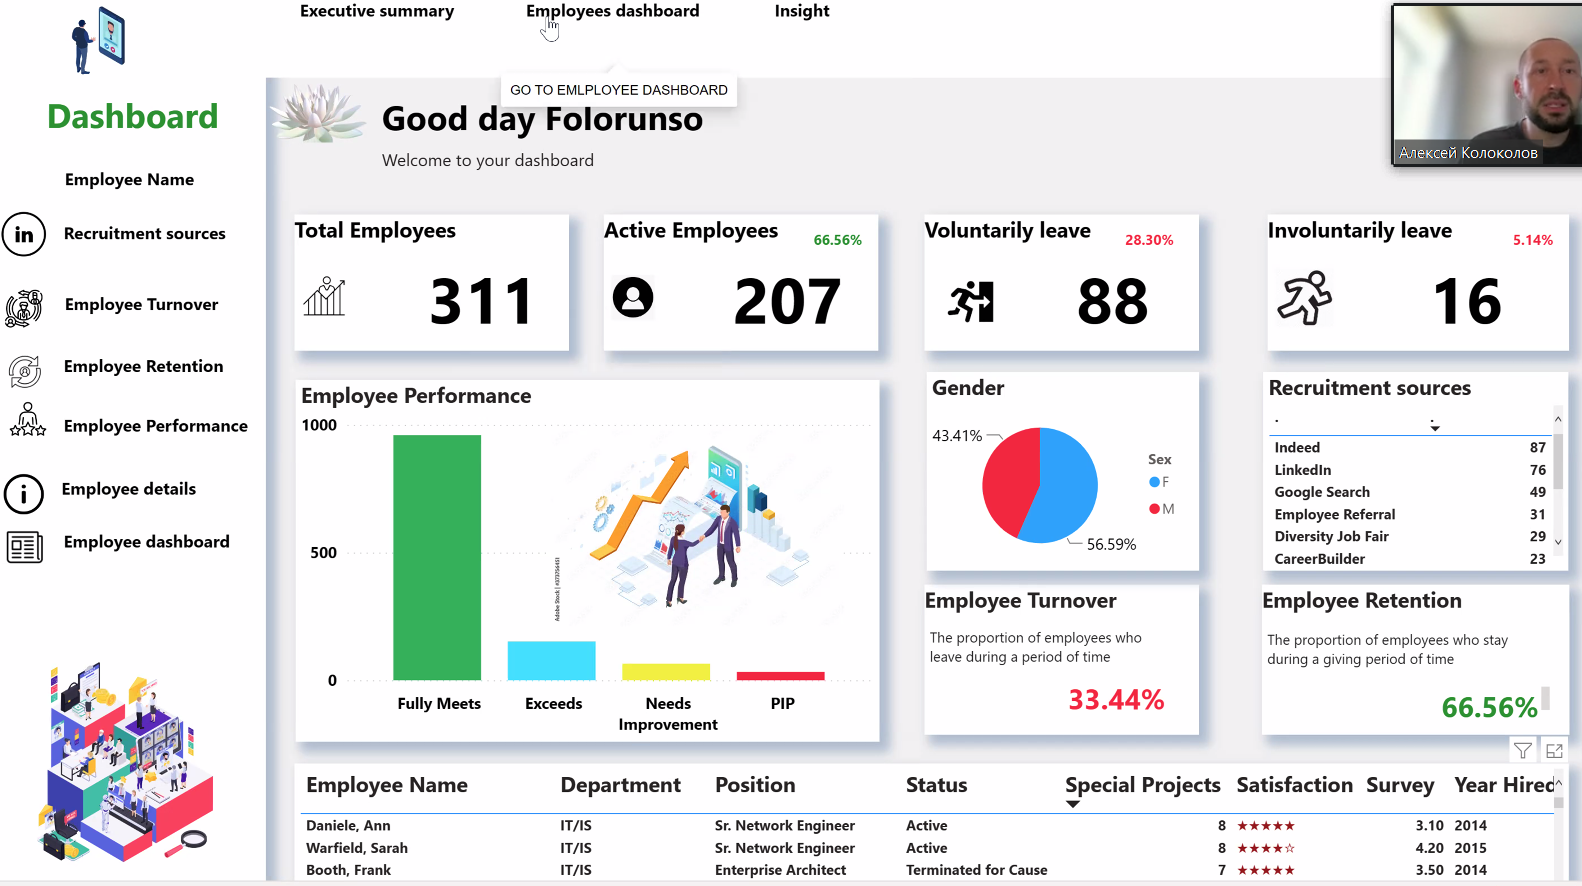 Executive summary
Employees dashboard
Insight
GO TO EMLPLOYEE DASHBOARD
Алексей Колоколов
Dashboard
Employee Name
Recruitment sources
Employee Turnover
Employee Retention
Employee Performance
Employee details
Employee dashboard
Good day Folorunso
Welcome to your dashboard
Total Employees
311
Active Employees
66.56%
207
Voluntarily leave
28.30%
88
Involuntarily leave
5.14%
16
Employee Performance
1000
500
0
Fully Meets
Exceeds
Needs
Improvement
PIP
Adobe Stock | #373756451
Gender
43.41%
56.59%
Sex
F
M
Recruitment sources
Indeed 87
LinkedIn 76
Google Search 49
Employee Referral 31
Diversity Job Fair 29
CareerBuilder 23
Employee Turnover
The proportion of employees who
leave during a period of time
33.44%
Employee Retention
The proportion of employees who stay
during a giving period of time
66.56%
Employee Name Department Position Status Special Projects Satisfaction Survey Year Hired
Daniele, Ann IT/IS Sr. Network Engineer Active 8 ★★★★★ 3.10 2014
Warfield, Sarah IT/IS Sr. Network Engineer Active 8 ★★★★☆ 4.20 2015
Booth, Frank IT/IS Enterprise Architect Terminated for Cause 7 ★★★★★ 3.50 2014